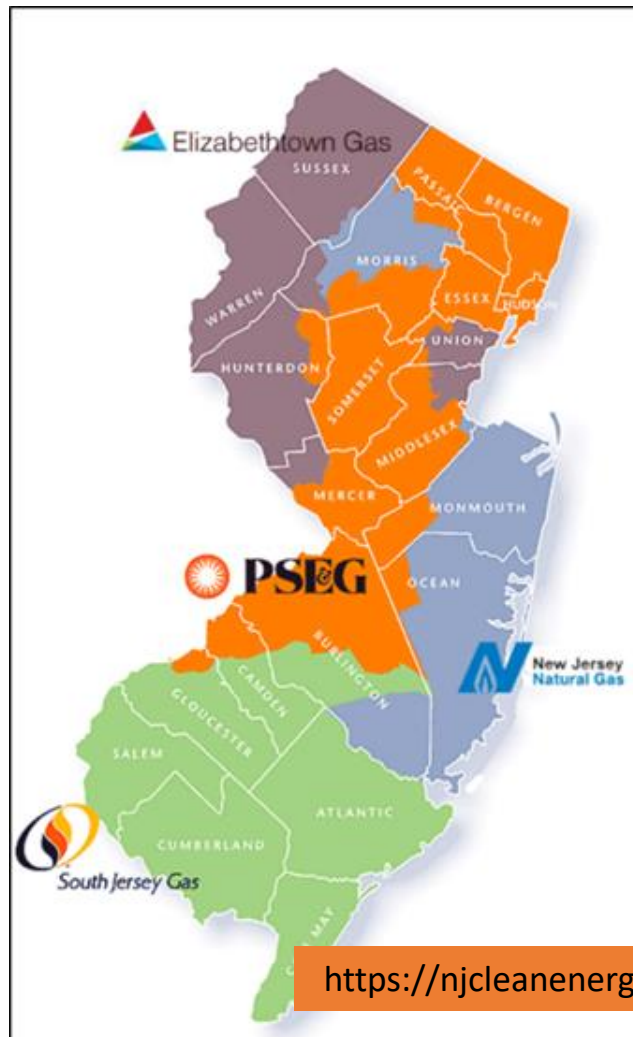 Elizabethtown Gas
SUSSEX
PASSAIC
BERGEN
MORRIS
ESSEX
HUDSON
WARREN
UNION
HUNTERDON
SOMERSET
MIDDLESEX
MERCER
MONMOUTH
PSE&G
OCEAN
BURLINGTON
New Jersey
Natural Gas
CAMDEN
GLOUCESTER
SALEM
ATLANTIC
CUMBERLAND
South Jersey Gas
MAY
https://njcleanenerg